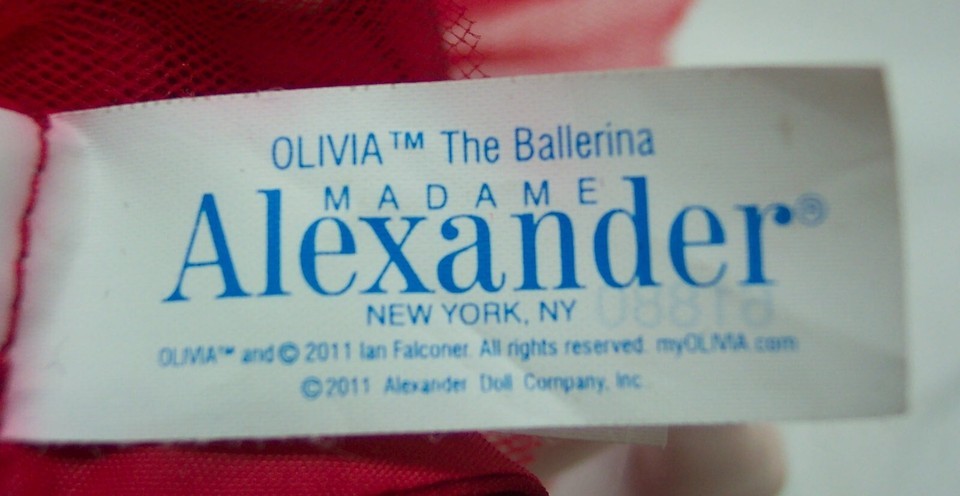 OLIVIA™ The Ballerina
MADAME
Alexander®
NEW YORK, NY
OLIVIA™ and © 2011 Ian Falconer. All rights reserved. myOLIVIA.com
©2011 Alexander Doll Company, Inc.